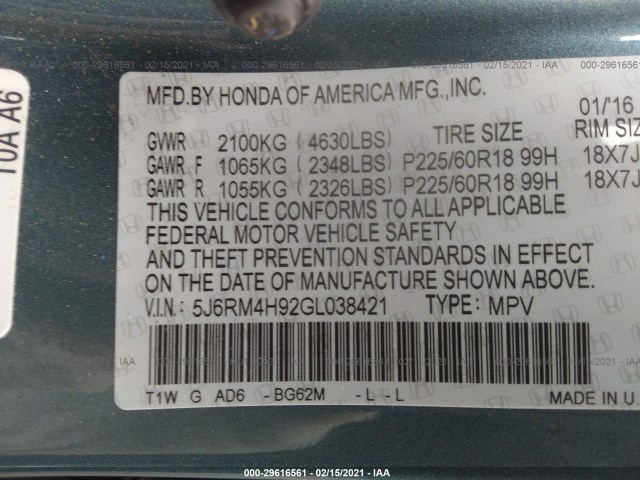 000-29616561 - 02/15/2021 - IAA
10A A6
MFD.BY HONDA OF AMERICA MFG.,INC. 01/'16
GVWR 2100KG ( 4630LBS) TIRE SIZE RIM SIZ
GAWR F 1065KG ( 2348LBS) P225/60R18 99H 18X7J
GAWR R 1055KG ( 2326LBS) P225/60R18 99H 18X7J
THIS VEHICLE CONFORMS TO ALL APPLICABLE
FEDERAL MOTOR VEHICLE SAFETY
AND THEFT PREVENTION STANDARDS IN EFFECT
ON THE DATE OF MANUFACTURE SHOWN ABOVE.
V.I.N.: 5J6RM4H92GL038421 TYPE: MPV
T1W G AD6 -BG62M -L -L MADE IN U.
000-29616561 - 02/15/2021 - IAA